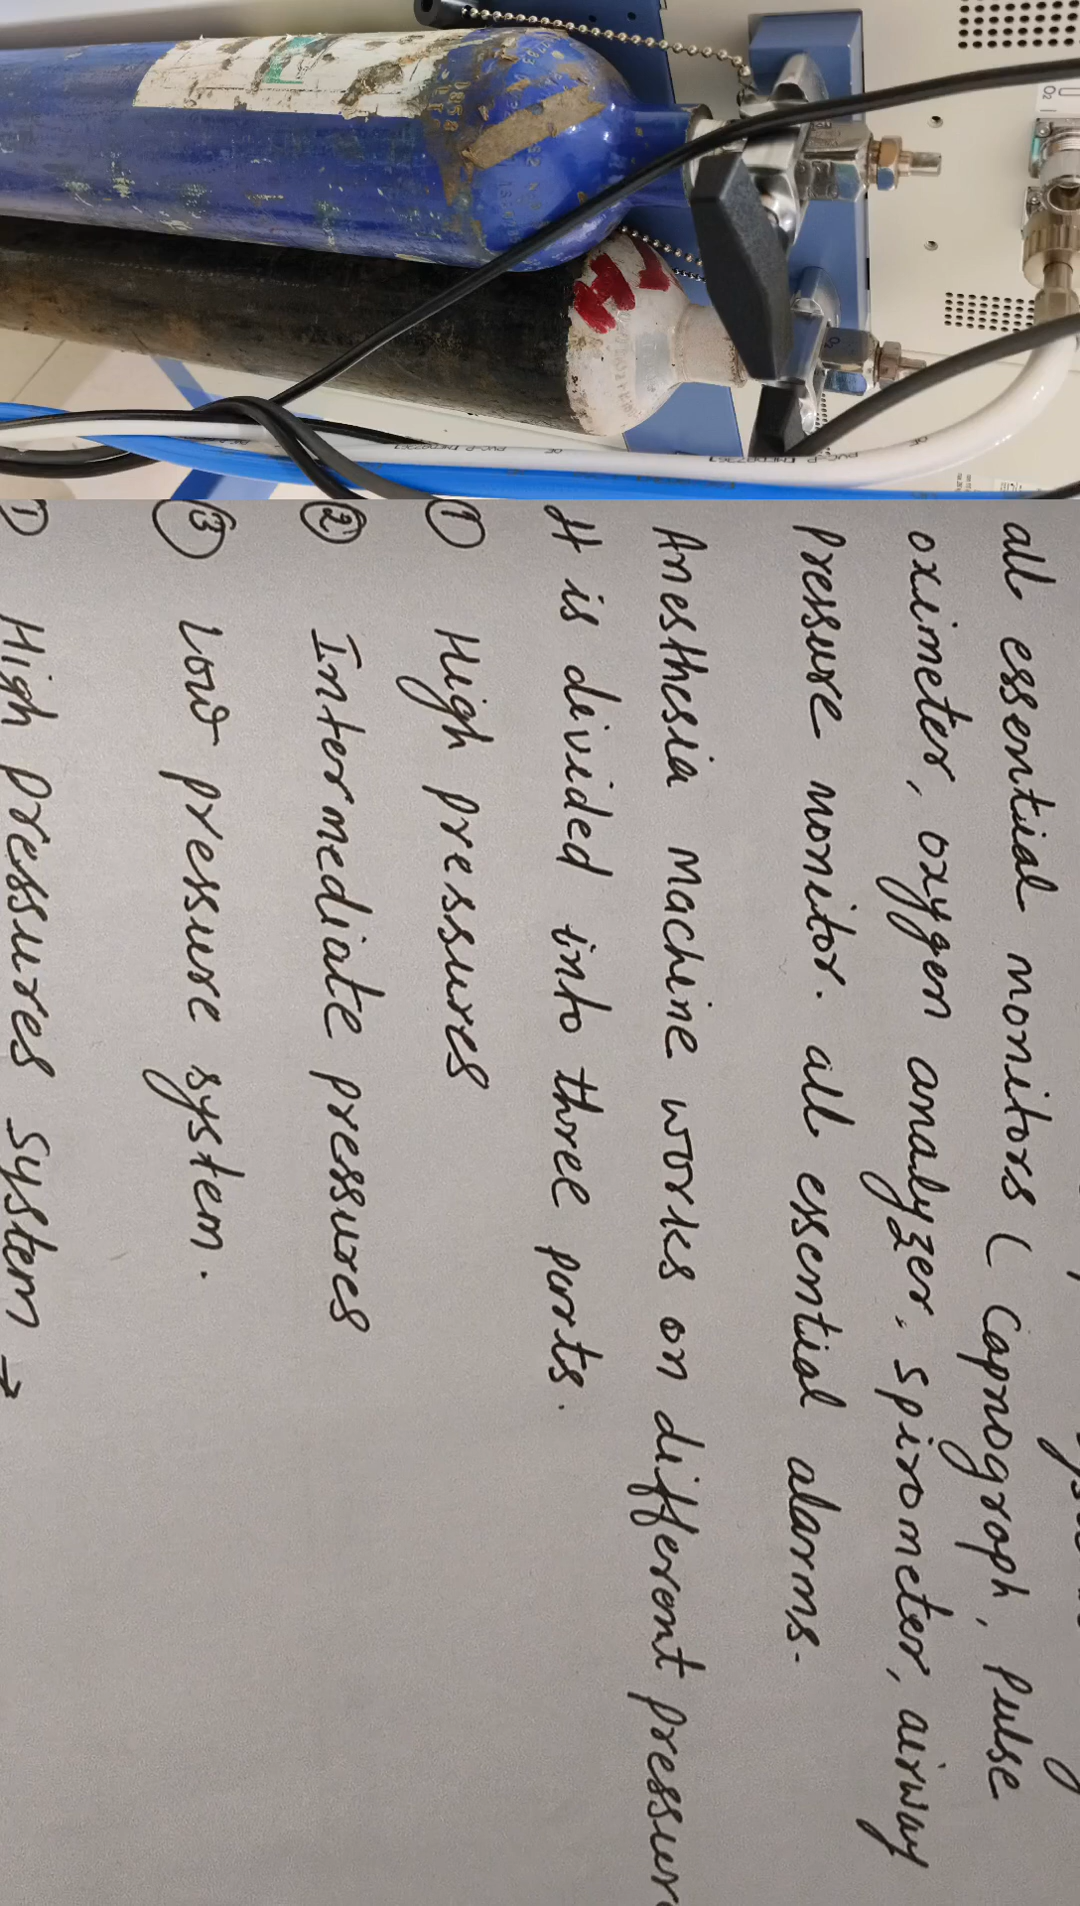 all essential monitors ( Capnograph, Pulse
oximeter, oxygen analyzer, spirometer, airway
Pressure monitor. all essential alarms.
Anesthesia machine works on different pressur
It is divided into three parts.
① High pressures
② Intermediate pressures
③ Low pressure system.
① High pressures system →
O₂